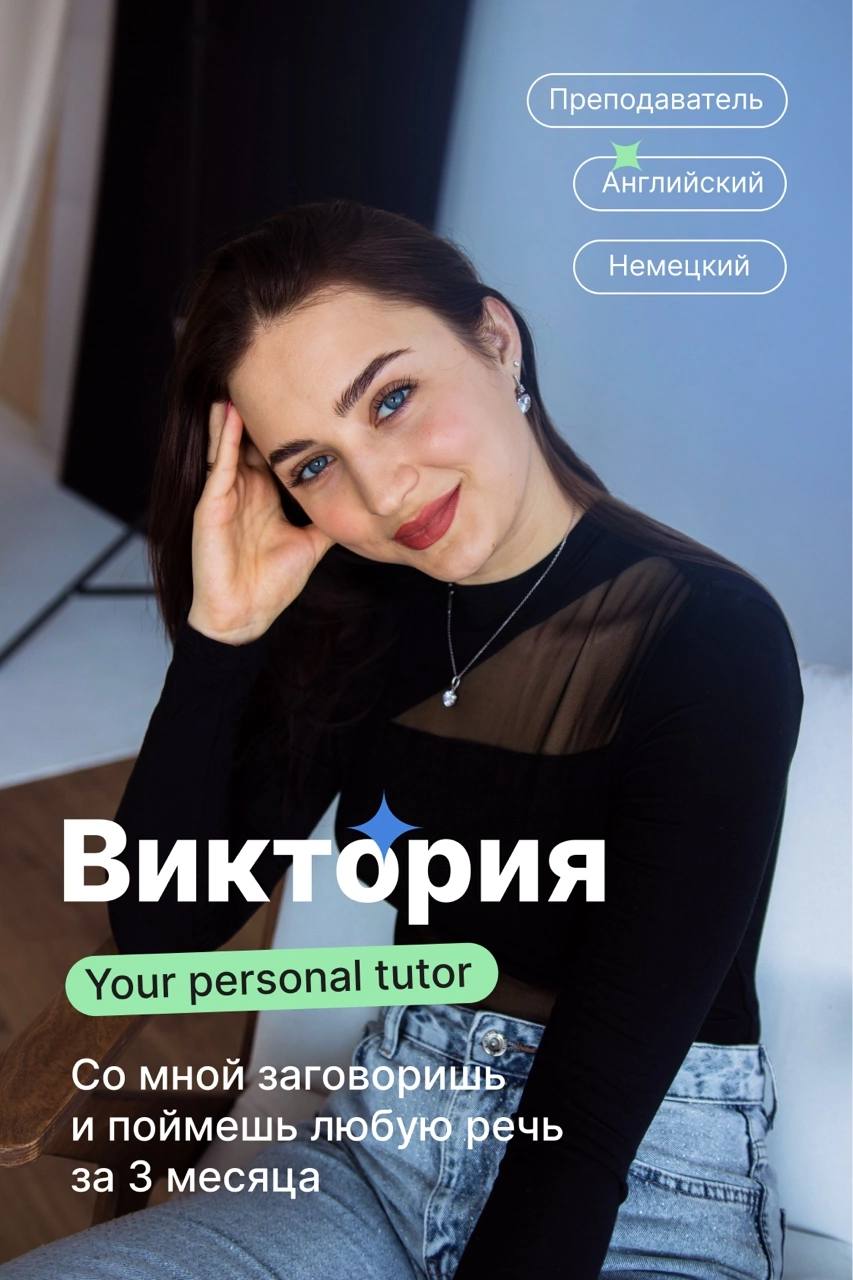 Преподаватель
Английский
Немецкий
Виктория
Your personal tutor
Со мной заговоришь
и поймешь любую речь
за 3 месяца